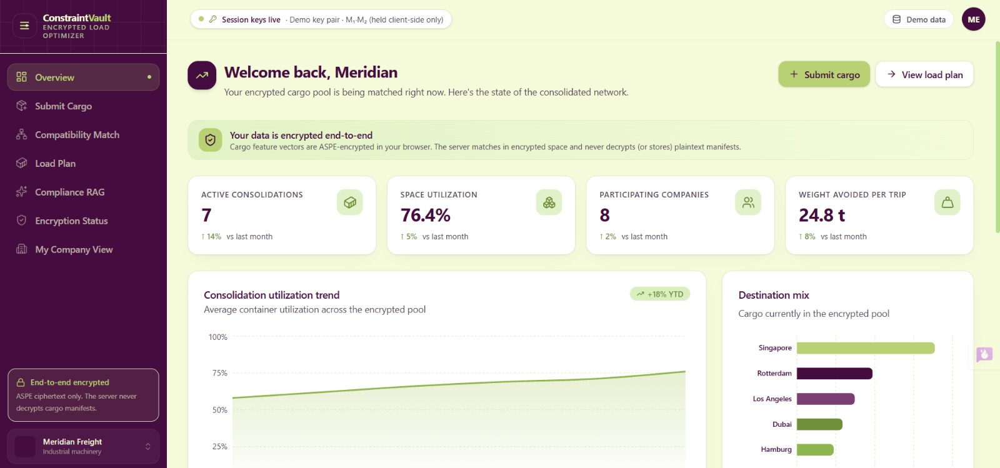 ConstraintVault
ENCRYPTED LOAD
OPTIMIZER
Overview
Submit Cargo
Compatibility Match
Load Plan
Compliance RAG
Encryption Status
My Company View
End-to-end encrypted
ASPE ciphertext only. The server never
decrypts cargo manifests.
Meridian Freight
Industrial machinery
Session keys live · Demo key pair · M₁·M₂ (held client-side only)
Demo data
ME
Welcome back, Meridian
Your encrypted cargo pool is being matched right now. Here's the state of the consolidated network.
+ Submit cargo
→ View load plan
Your data is encrypted end-to-end
Cargo feature vectors are ASPE-encrypted in your browser. The server matches in encrypted space and never decrypts (or stores) plaintext manifests.
ACTIVE CONSOLIDATIONS
7
↑ 14% vs last month
SPACE UTILIZATION
76.4%
↑ 5% vs last month
PARTICIPATING COMPANIES
8
↑ 2% vs last month
WEIGHT AVOIDED PER TRIP
24.8 t
↑ 8% vs last month
Consolidation utilization trend
Average container utilization across the encrypted pool
+18% YTD
100%
75%
50%
25%
Destination mix
Cargo currently in the encrypted pool
Singapore
Rotterdam
Los Angeles
Dubai
Hamburg